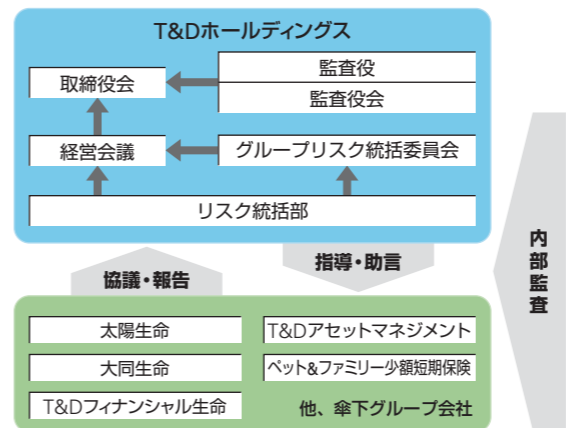 T&Dホールディングス
取締役会
監査役
監査役会
経営会議
グループリスク統括委員会
リスク統括部
協議・報告
指導・助言
内部監査
太陽生命
T&Dアセットマネジメント
大同生命
ペット&ファミリー少額短期保険
T&Dフィナンシャル生命
他、傘下グループ会社